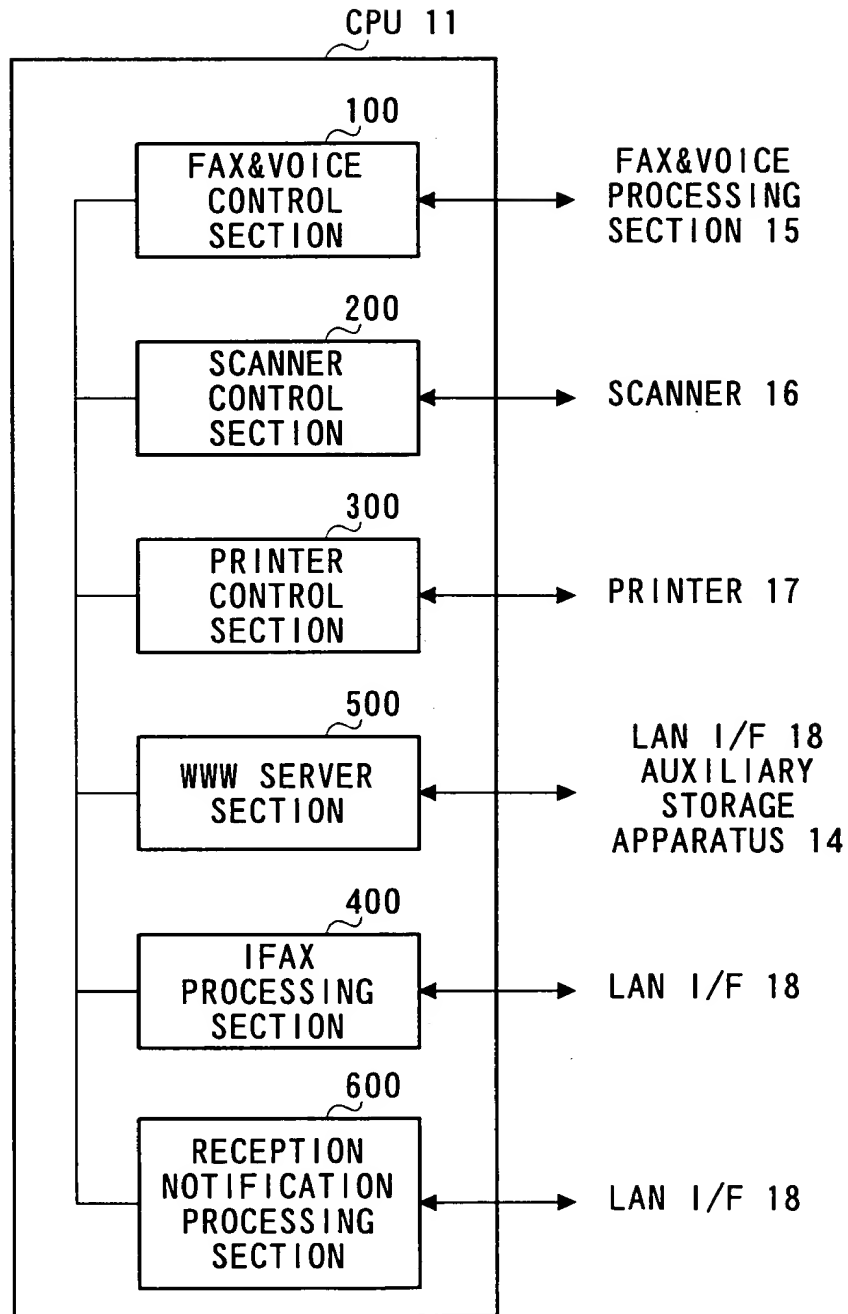 CPU 11
100
FAX&VOICE
CONTROL
SECTION
FAX&VOICE
PROCESSING
SECTION 15
200
SCANNER
CONTROL
SECTION
SCANNER 16
300
PRINTER
CONTROL
SECTION
PRINTER 17
500
WWW SERVER
SECTION
LAN I/F 18
AUXILIARY
STORAGE
APPARATUS 14
400
IFAX
PROCESSING
SECTION
LAN I/F 18
600
RECEPTION
NOTIFICATION
PROCESSING
SECTION
LAN I/F 18